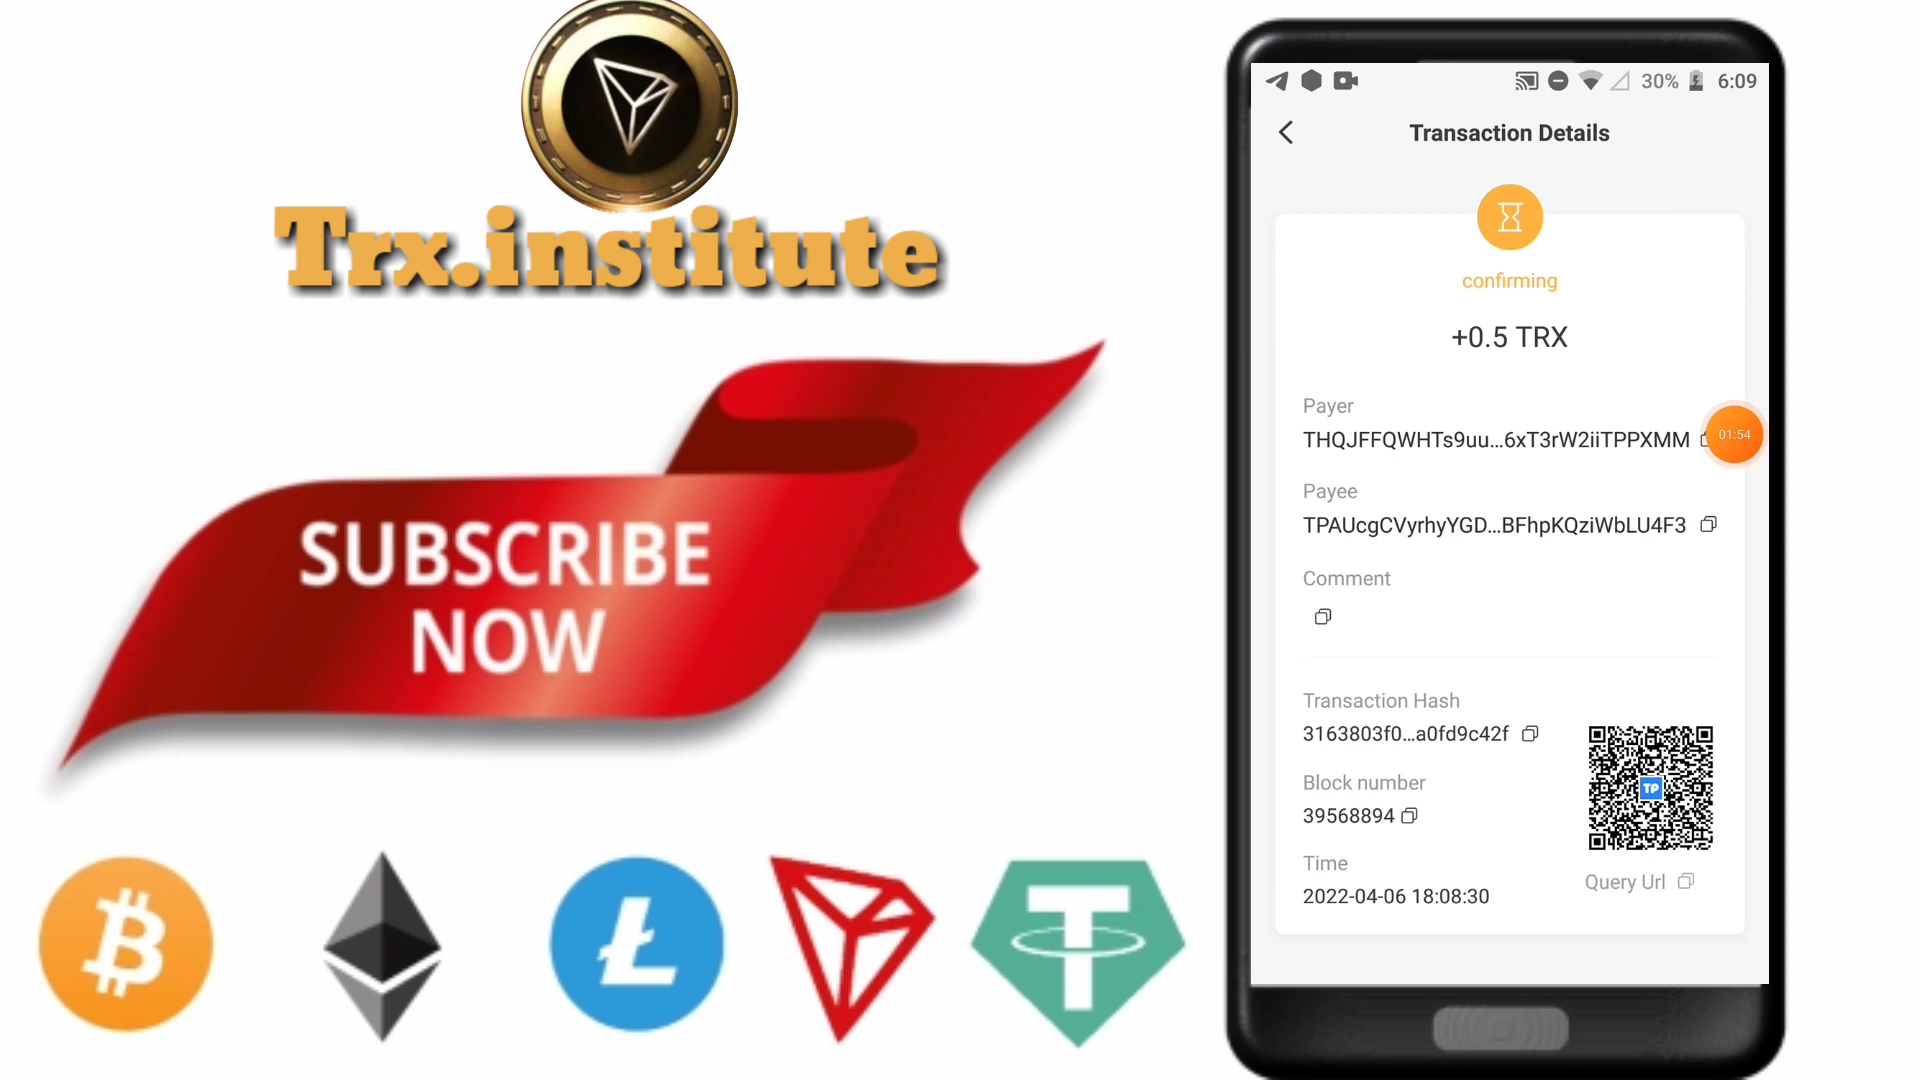 Trx.institute
SUBSCRIBE
NOW
30% 6:09
Transaction Details
confirming
+0.5 TRX
Payer
THQJFFQWHTs9uu...6xT3rW2iiTPPXMM
01:54
Payee
TPAUcgCVyrhyYGD...BFhpKQziWbLU4F3
Comment
Transaction Hash
3163803f0...a0fd9c42f
Block number
39568894
TP
Time
Query Url
2022-04-06 18:08:30